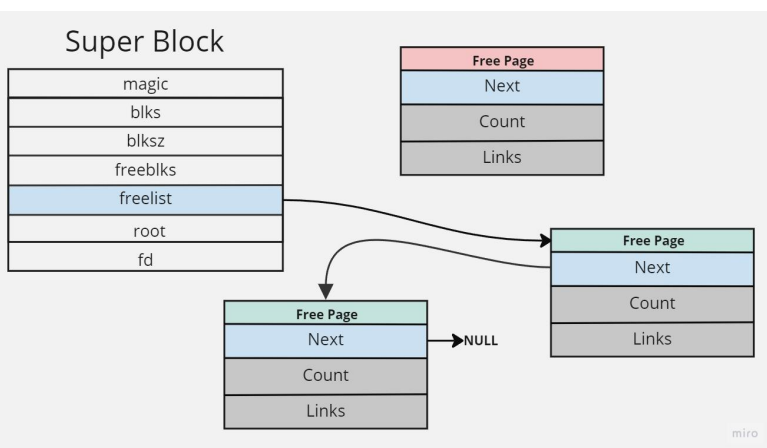 Super Block
magic
blks
blksz
freeblks
freelist
root
fd
Free Page
Next
Count
Links
Free Page
Next
Count
Links
Free Page
Next
NULL
Count
Links
miro